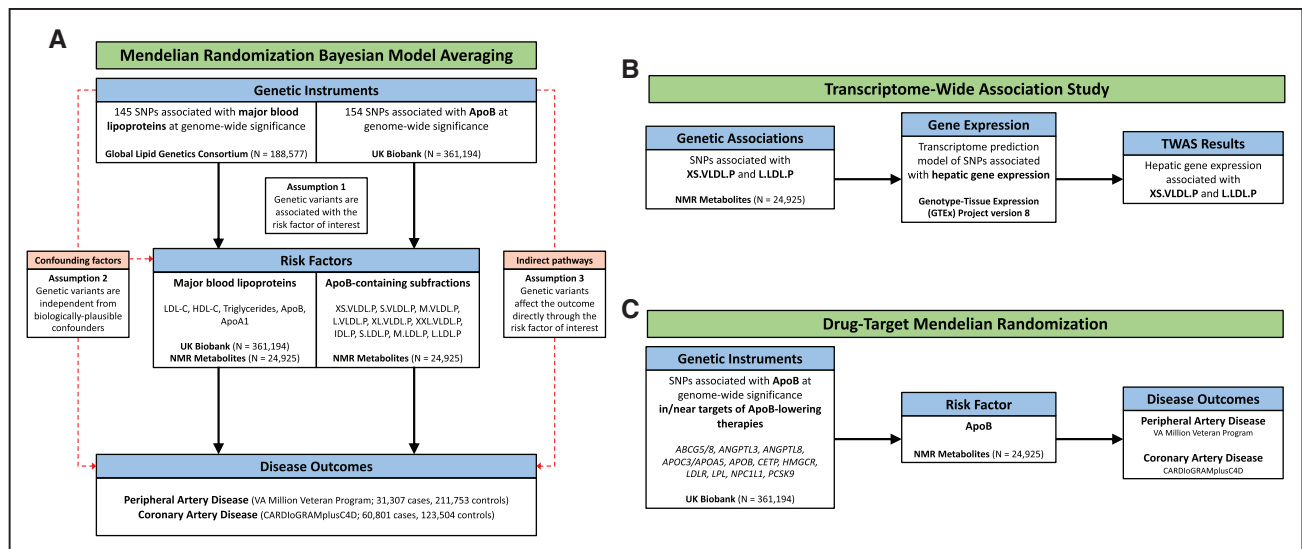 A
Mendelian Randomization Bayesian Model Averaging
Genetic Instruments
145 SNPs associated with major blood
lipoproteins at genome-wide significance
Global Lipid Genetics Consortium (N = 188,577)
154 SNPs associated with ApoB at
genome-wide significance
UK Biobank (N = 361,194)
Assumption 1
Genetic variants are
associated with the
risk factor of interest
Confounding factors
Assumption 2
Genetic variants are
independent from
biologically-plausible
confounders
Risk Factors
Major blood lipoproteins
LDL-C, HDL-C, Triglycerides, ApoB,
ApoA1
UK Biobank (N = 361,194)
NMR Metabolites (N = 24,925)
ApoB-containing subfractions
XS.VLDL.P, S.VLDL.P, M.VLDL.P,
L.VLDL.P, XL.VLDL.P, XXL.VLDL.P,
IDL.P, S.LDL.P, M.LDL.P, L.LDL.P
NMR Metabolites (N = 24,925)
Indirect pathways
Assumption 3
Genetic variants
affect the outcome
directly through the
risk factor of interest
Disease Outcomes
Peripheral Artery Disease (VA Million Veteran Program; 31,307 cases, 211,753 controls)
Coronary Artery Disease (CARDIoGRAMplusC4D; 60,801 cases, 123,504 controls)
B
Transcriptome-Wide Association Study
Genetic Associations
SNPs associated with
XS.VLDL.P and L.LDL.P
NMR Metabolites (N = 24,925)
Gene Expression
Transcriptome prediction
model of SNPs associated
with hepatic gene expression
Genotype-Tissue Expression
(GTEx) Project version 8
TWAS Results
Hepatic gene expression
associated with
XS.VLDL.P and L.LDL.P
C
Drug-Target Mendelian Randomization
Genetic Instruments
SNPs associated with ApoB at
genome-wide significance
in/near targets of ApoB-lowering
therapies
ABCG5/8, ANGPTL3, ANGPTL8,
APOC3/APOA5, APOB, CETP, HMGCR,
LDLR, LPL, NPC1L1, PCSK9
UK Biobank (N = 361,194)
Risk Factor
ApoB
NMR Metabolites (N = 24,925)
Disease Outcomes
Peripheral Artery Disease
VA Million Veteran Program
Coronary Artery Disease
CARDIoGRAMplusC4D